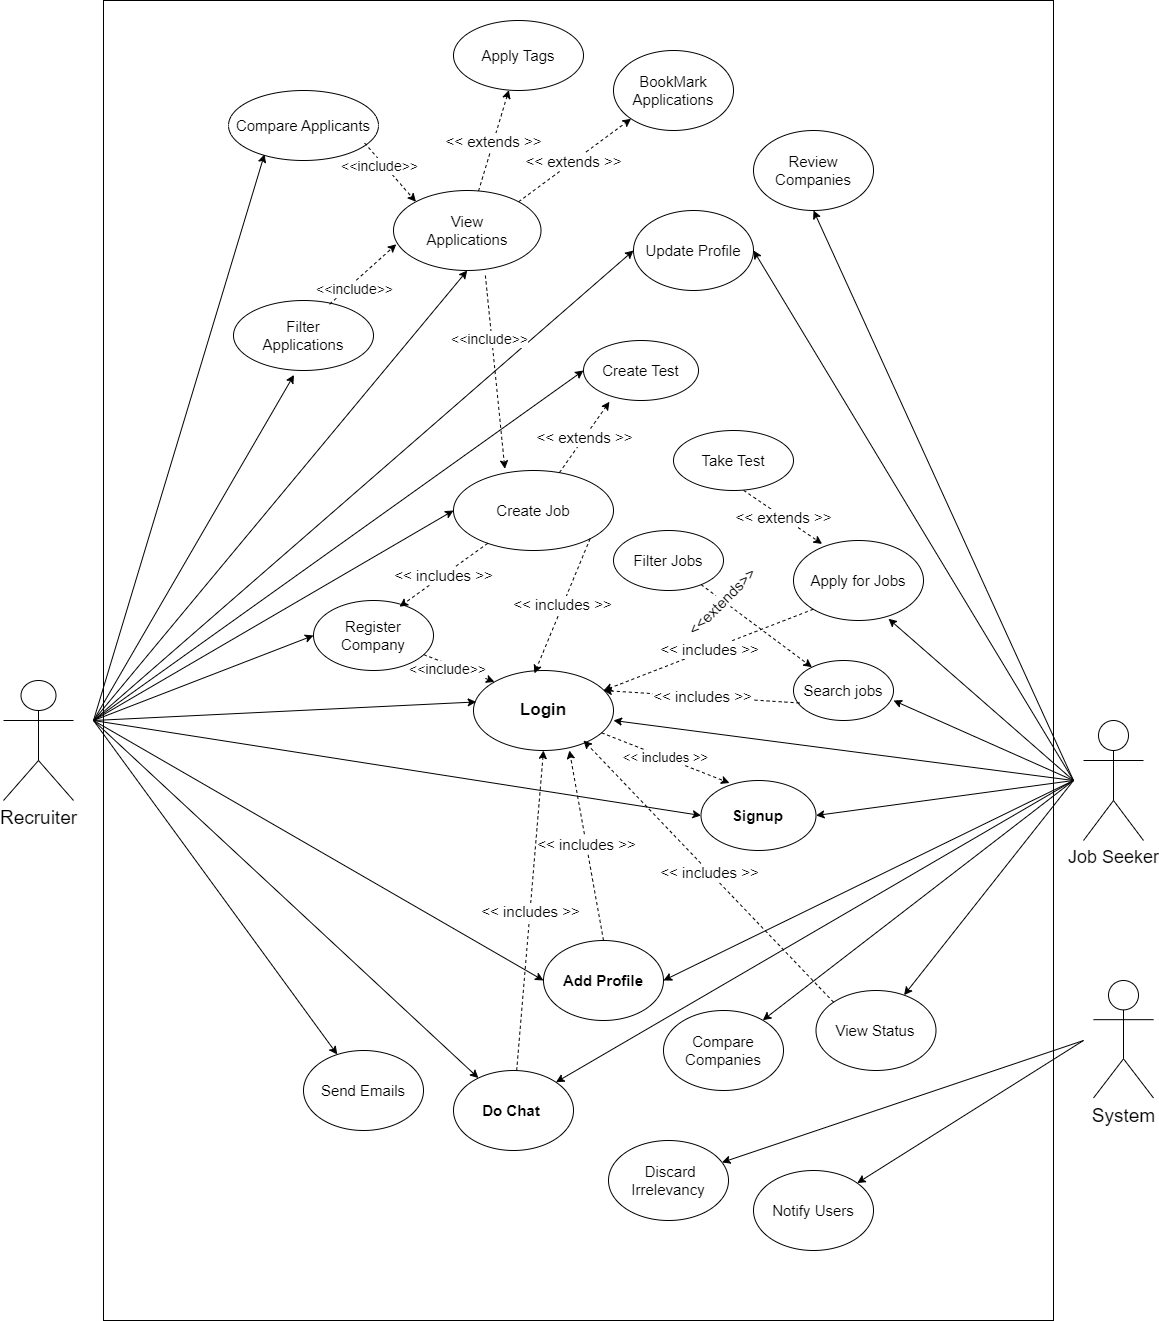 Apply Tags
BookMark
Applications
Compare Applicants
<< extends >>
<< extends >>
<<include>>
Review
Companies
View
Applications
Update Profile
<<include>>
Filter
Applications
<<include>>
Create Test
<< extends >>
Take Test
Create Job
<< extends >>
Filter Jobs
<< includes >>
Apply for Jobs
<<extends>>
<< includes >>
Register
Company
<< includes >>
<<include>>
Search jobs
<< includes >>
Login
<< includes >>
Signup
Recruiter
<< includes >>
Job Seeker
<< includes >>
<< includes >>
Add Profile
View Status
Compare
Companies
Send Emails
Do Chat
System
Discard
Irrelevancy
Notify Users